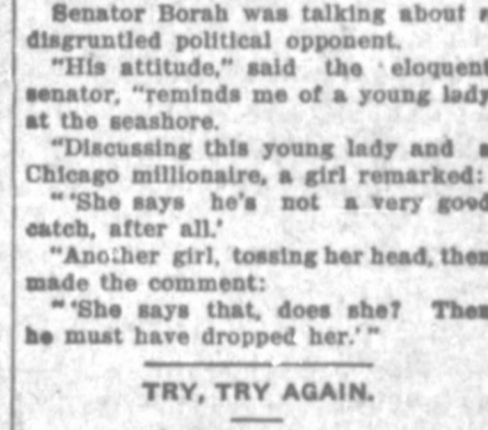 Senator Borah was talking about a
disgruntled political opponent.
"His attitude," said the eloquent
senator, "reminds me of a young lady
at the seashore.
"Discussing this young lady and a
Chicago millionaire, a girl remarked:
"'She says he's not a very good
catch, after all.'
"Another girl, tossing her head, then
made the comment:
"'She says that, does she? Then
he must have dropped her.'"
TRY, TRY AGAIN.